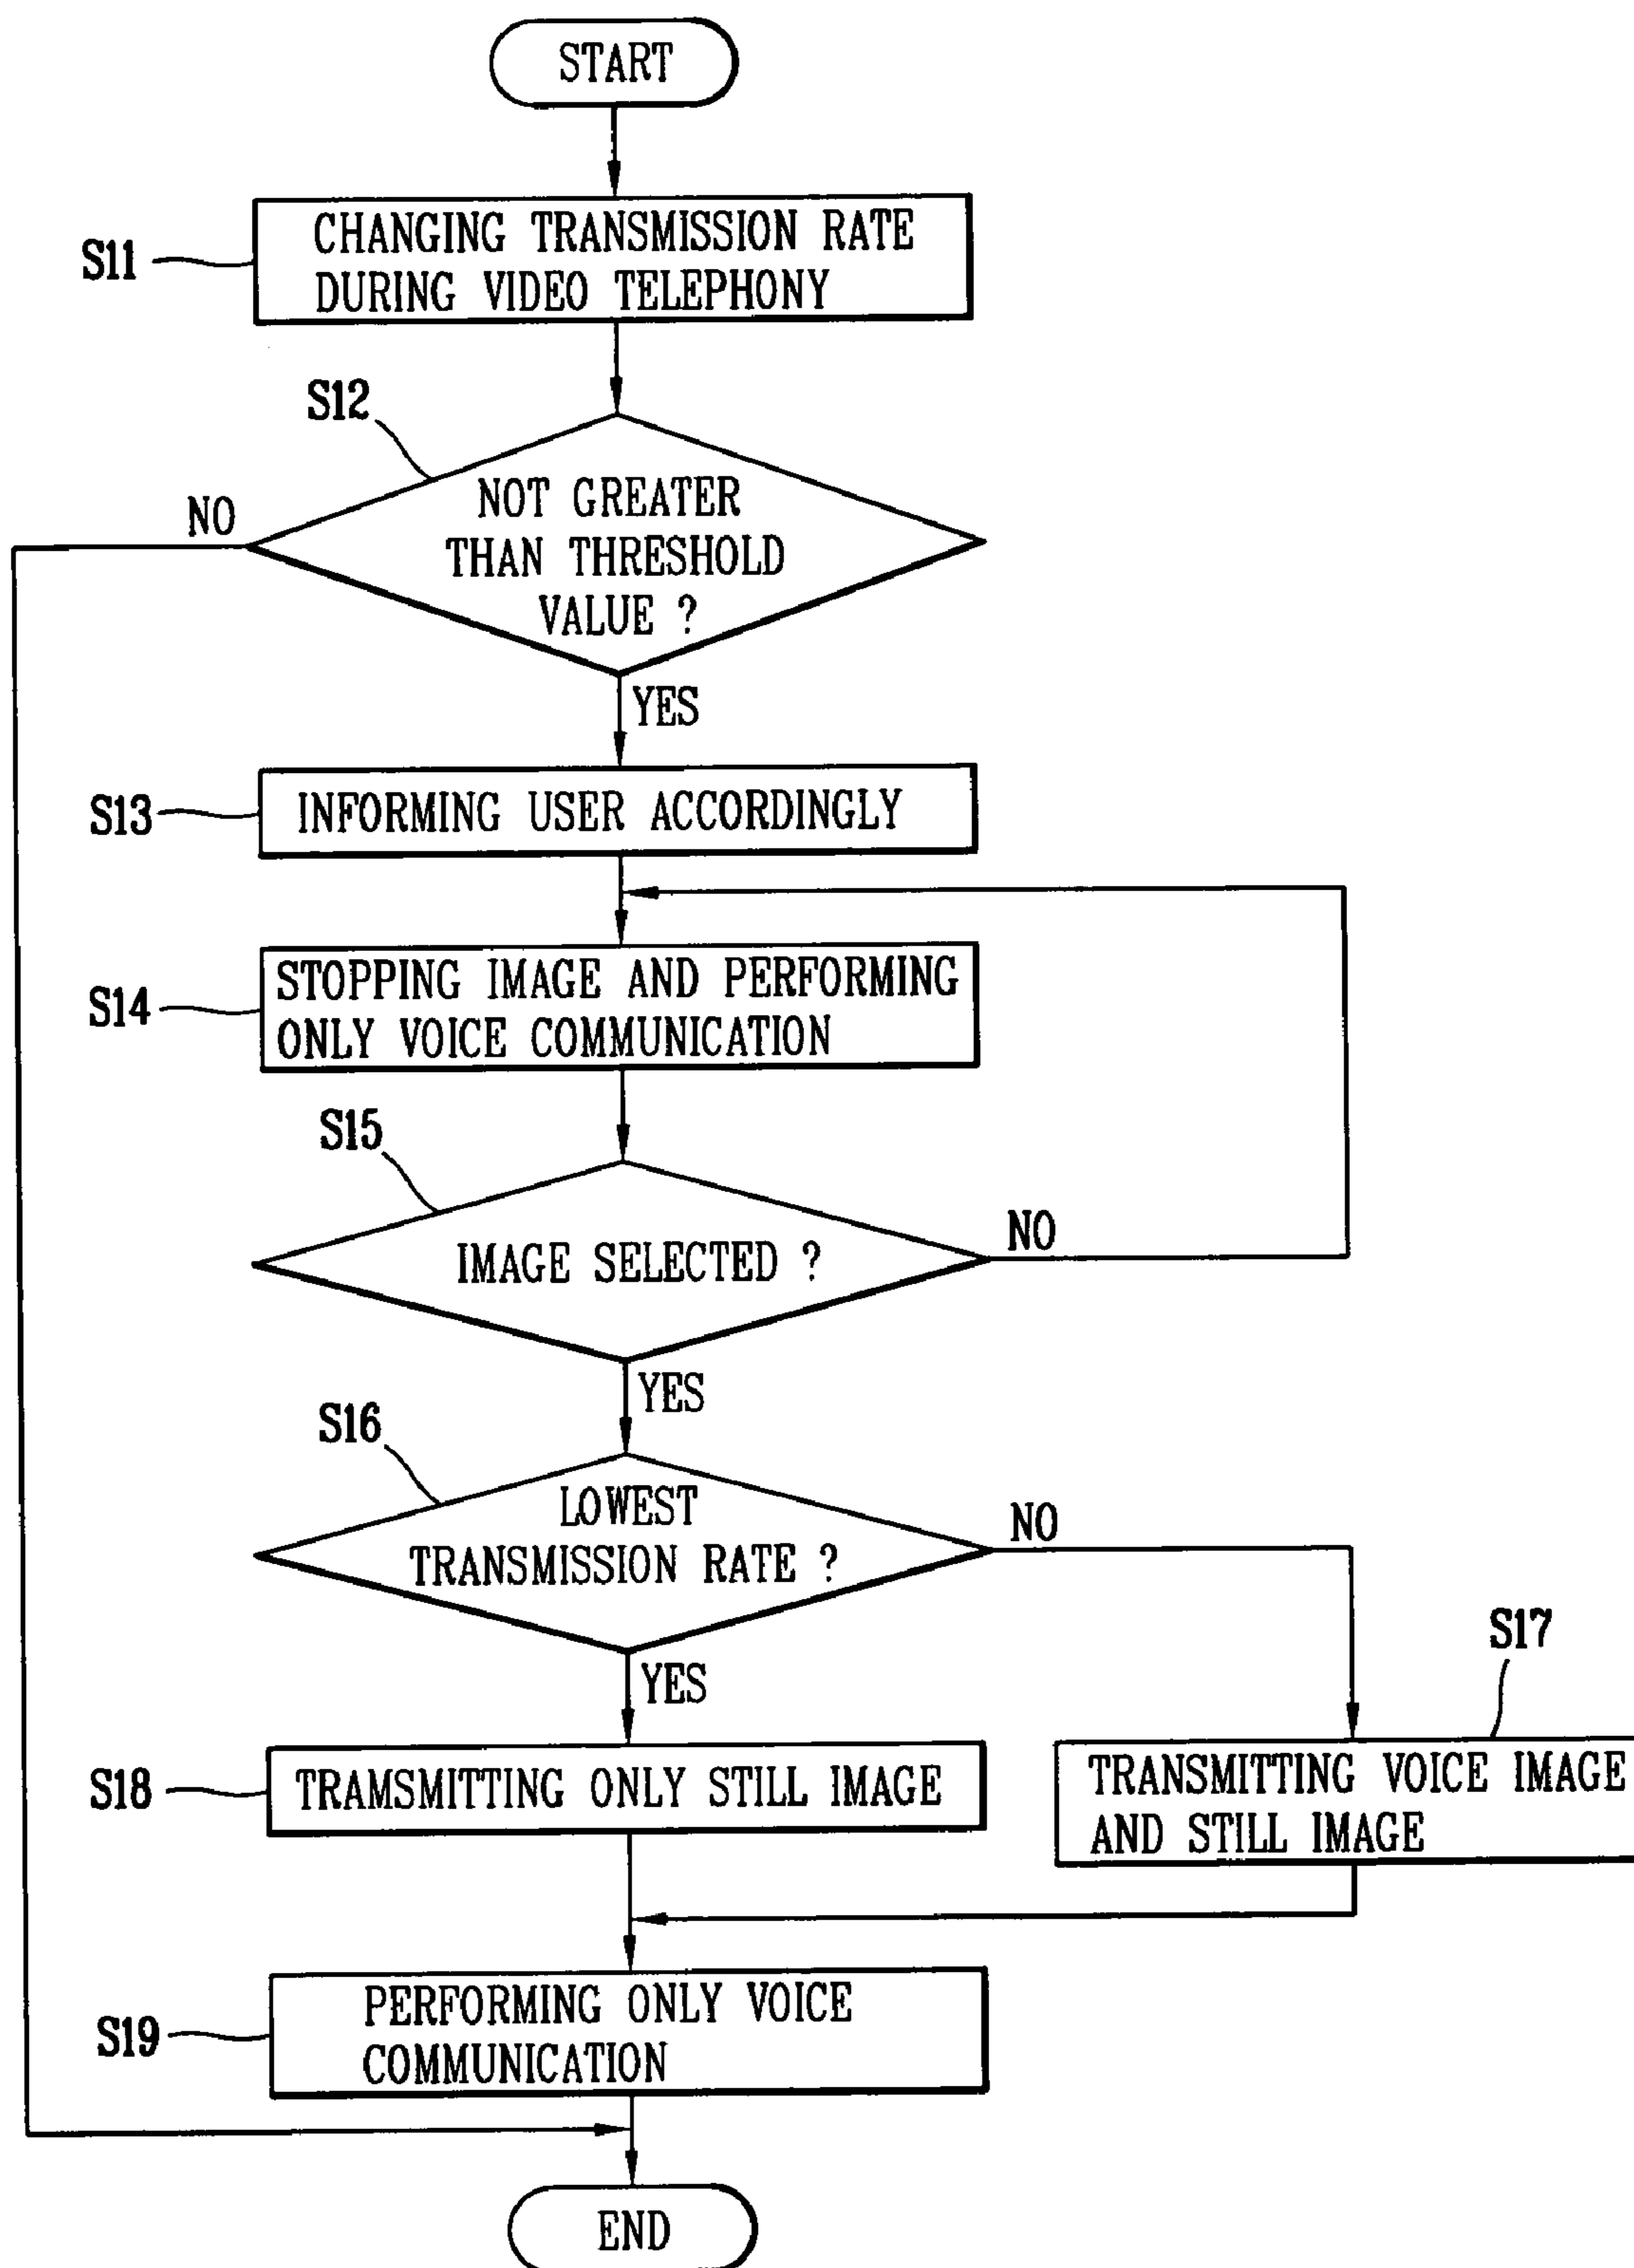 START
S11
CHANGING TRANSMISSION RATE
DURING VIDEO TELEPHONY
S12
NO
NOT GREATER
THAN THRESHOLD
VALUE ?
YES
S13
INFORMING USER ACCORDINGLY
S14
STOPPING IMAGE AND PERFORMING
ONLY VOICE COMMUNICATION
S15
IMAGE SELECTED ?
NO
YES
S16
LOWEST
TRANSMISSION RATE ?
NO
YES
S17
S18
TRAMSMITTING ONLY STILL IMAGE
TRANSMITTING VOICE IMAGE
AND STILL IMAGE
S19
PERFORMING ONLY VOICE
COMMUNICATION
END